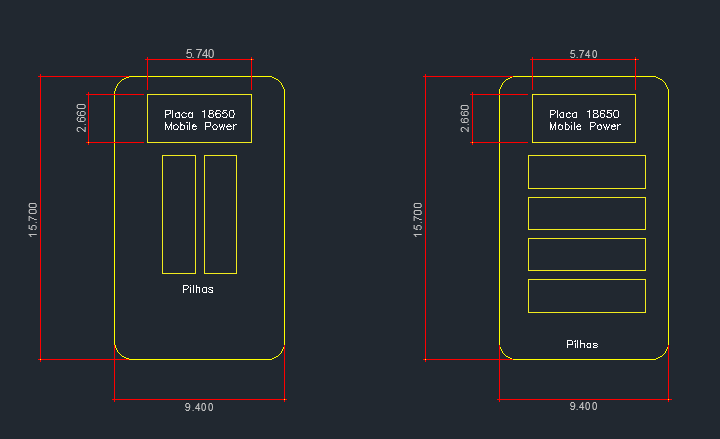 5.740
2.660
Placa 18650
Mobile Power
15.700
Pilhas
9.400
5.740
2.660
Placa 18650
Mobile Power
15.700
Pilhas
9.400